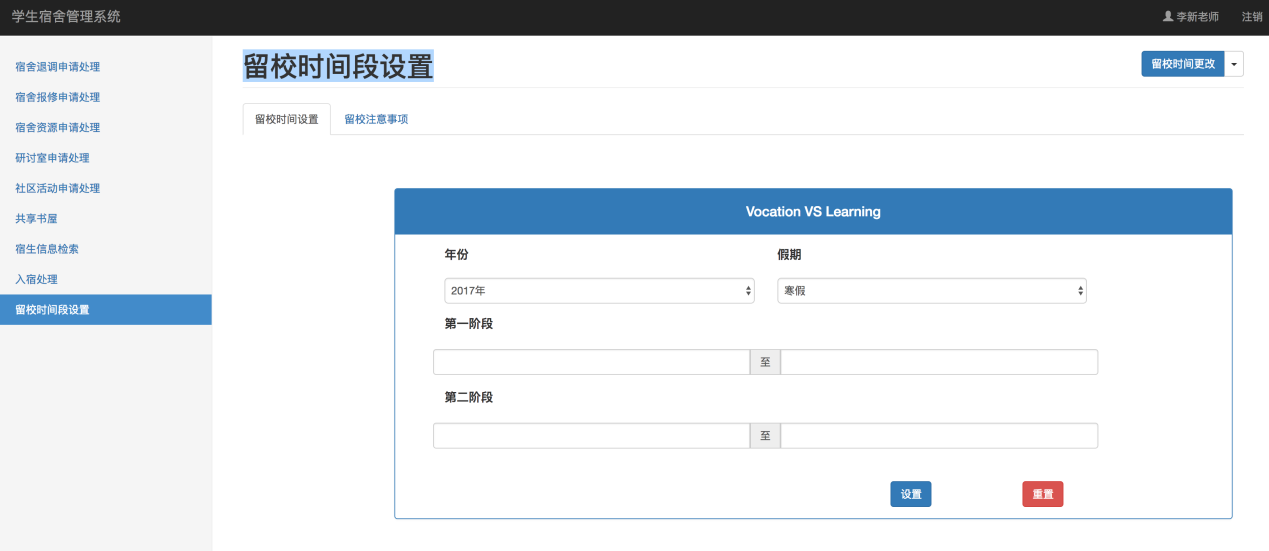 学生宿舍管理系统
李新老师 注销
宿舍退调申请处理
宿舍报修申请处理
宿舍资源申请处理
研讨室申请处理
社区活动申请处理
共享书屋
宿生信息检索
入宿处理
留校时间段设置
留校时间段设置
留校时间更改
留校时间设置 留校注意事项
Vocation VS Learning
年份 假期
2017年 寒假
第一阶段
至
第二阶段
至
设置 重置